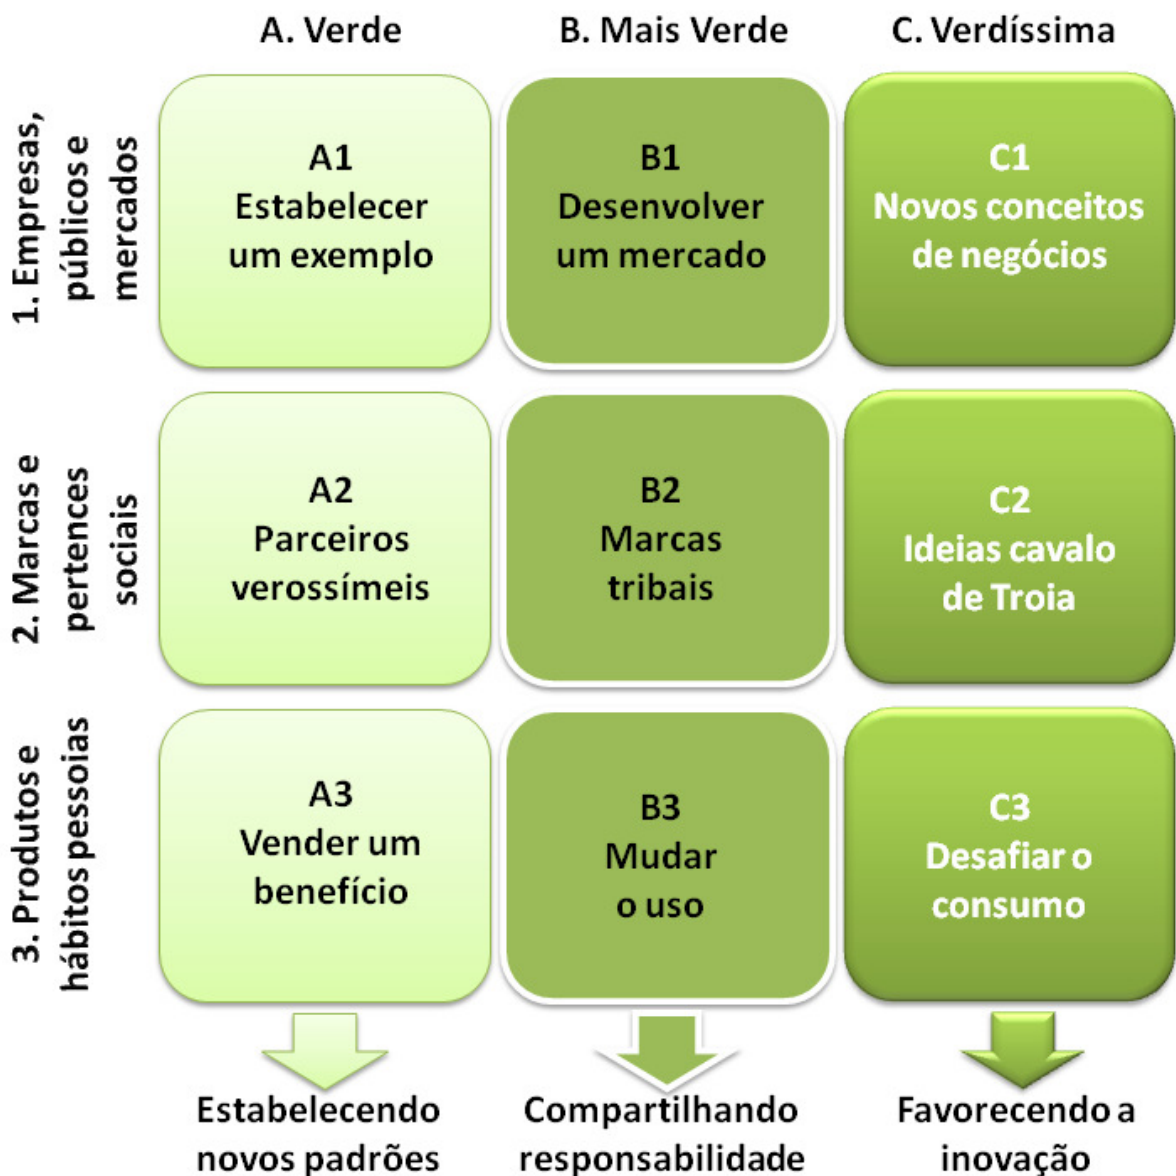 A. Verde
B. Mais Verde
C. Verdíssima
1. Empresas,
públicos e
mercados
A1
Estabelecer
um exemplo
B1
Desenvolver
um mercado
C1
Novos conceitos
de negócios
2. Marcas e
pertences
sociais
A2
Parceiros
verossímeis
B2
Marcas
tribais
C2
Ideias cavalo
de Troia
3. Produtos e
hábitos pessoias
A3
Vender um
benefício
B3
Mudar
o uso
C3
Desafiar o
consumo
Estabelecendo
novos padrões
Compartilhando
responsabilidade
Favorecendo a
inovação